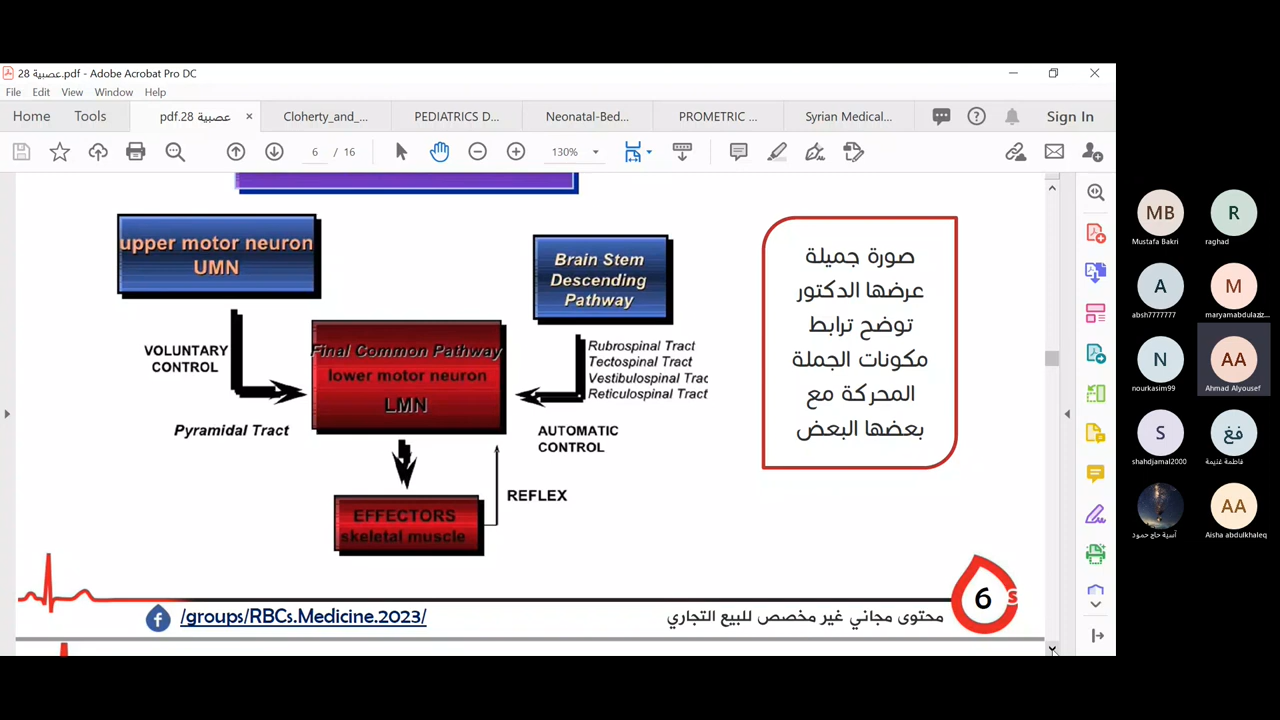 عصبية 28.pdf - Adobe Acrobat Pro DC
File Edit View Window Help
Home Tools عصبية 28.pdf × Cloherty_and_... PEDIATRICS D... Neonatal-Bed... PROMETRIC ... Syrian Medical... Sign In
6 / 16 130%
upper motor neuron
UMN
Brain Stem
Descending
Pathway
VOLUNTARY
CONTROL
Pyramidal Tract
Final Common Pathway
lower motor neuron
LMN
Rubrospinal Tract
Tectospinal Tract
Vestibulospinal Trac
Reticulospinal Tract
AUTOMATIC
CONTROL
REFLEX
EFFECTORS
skeletal muscle
صورة جميلة
عرضها الدكتور
توضح ترابط
مكونات الجملة
المحركة مع
بعضها البعض
/groups/RBCs.Medicine.2023/
محتوى مجاني غير مخصص للبيع التجاري
6
MB
Mustafa Bakri
R
raghad
A
absh7777777
M
maryamabdulaziz...
N
nourkasim99
AA
Ahmad Alyousef
S
shahdjamal2000
فغ
فاطمة غنيمة
آسية حاج حمود
AA
Aisha abdulkhaleq